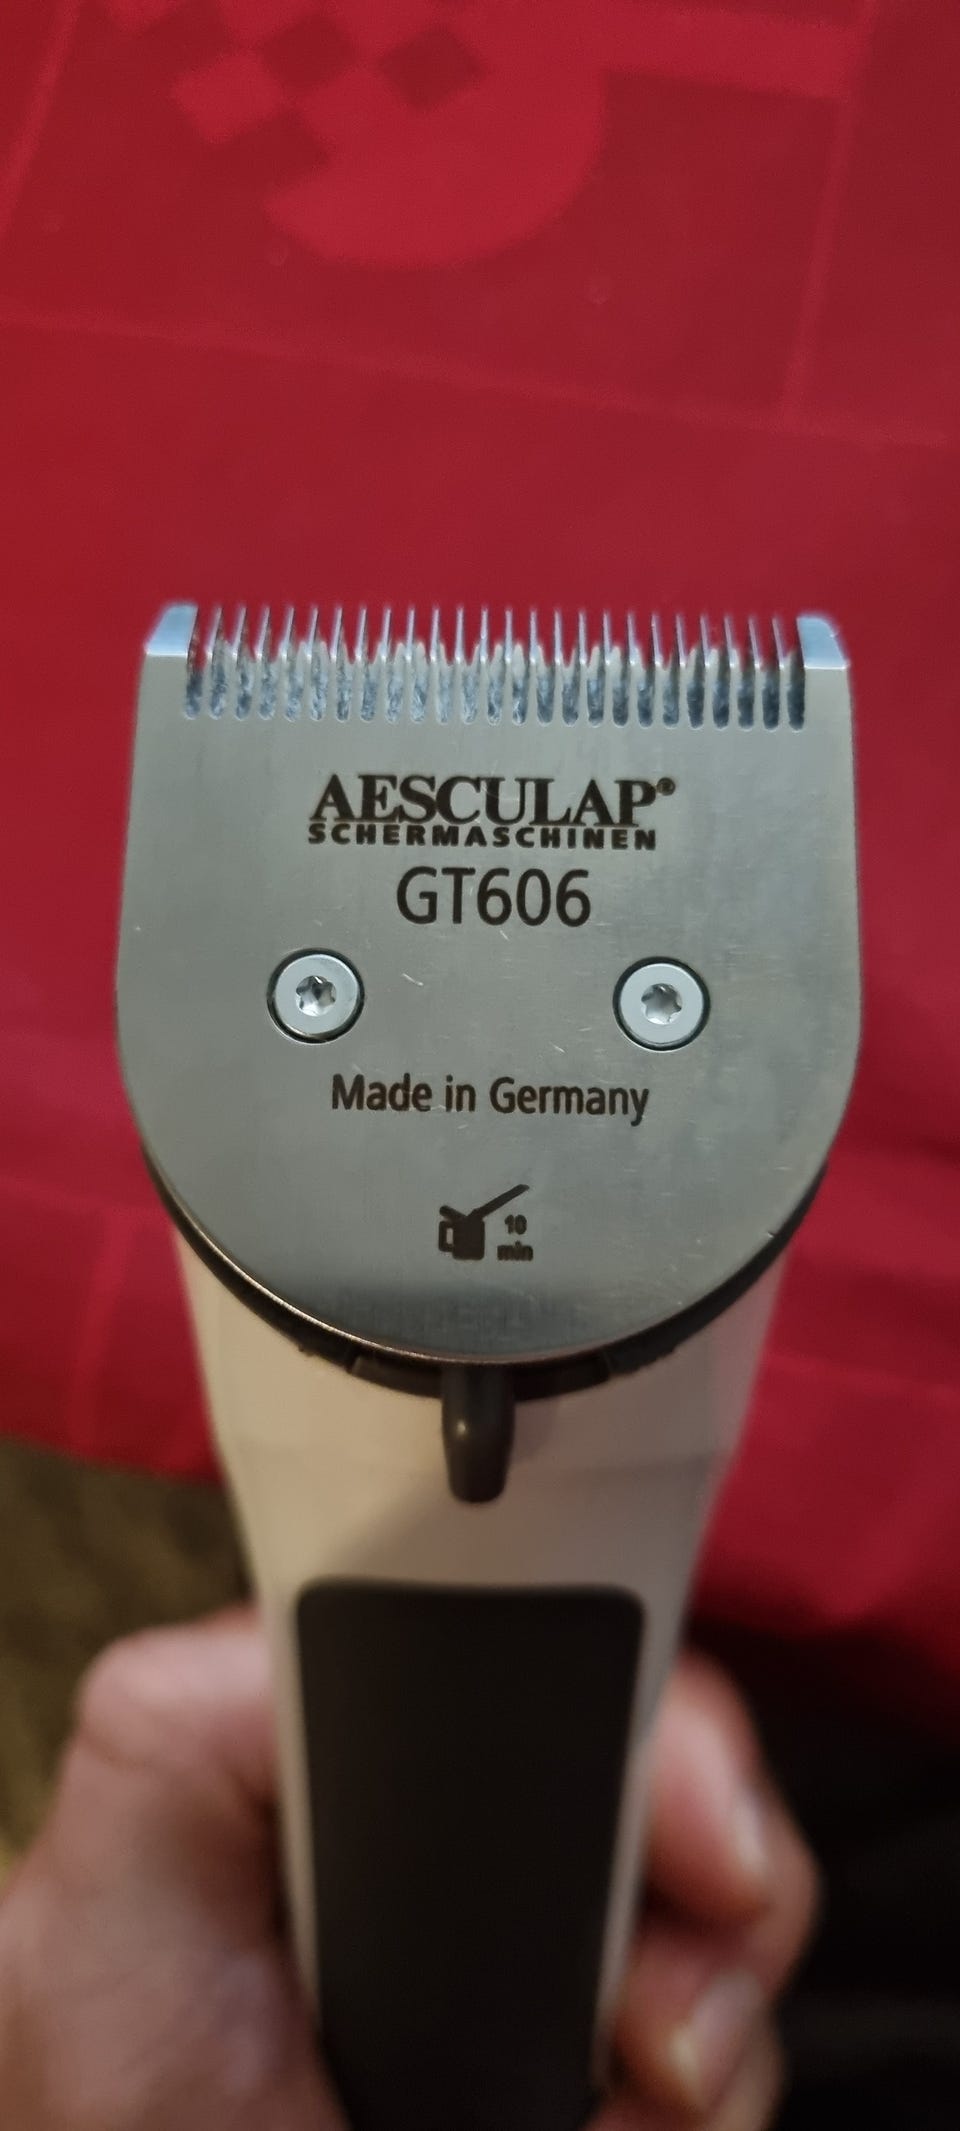 AESCULAP®
SCHERMASCHINEN
GT606
Made in Germany
10
min